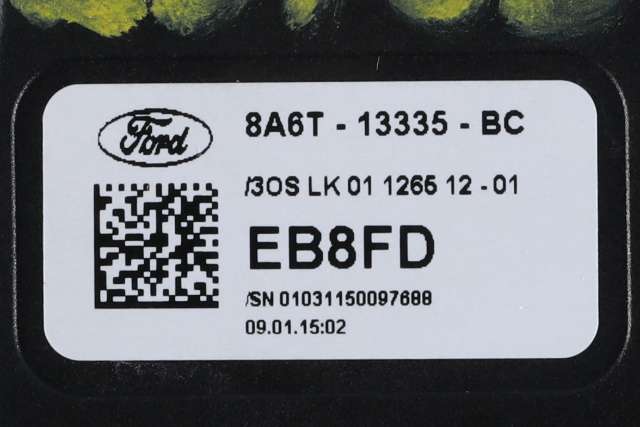 Ford
8A6T - 13335 - BC
/3OS LK 01 1265 12 - 01
EB8FD
/SN 01031150097688
09.01.15:02